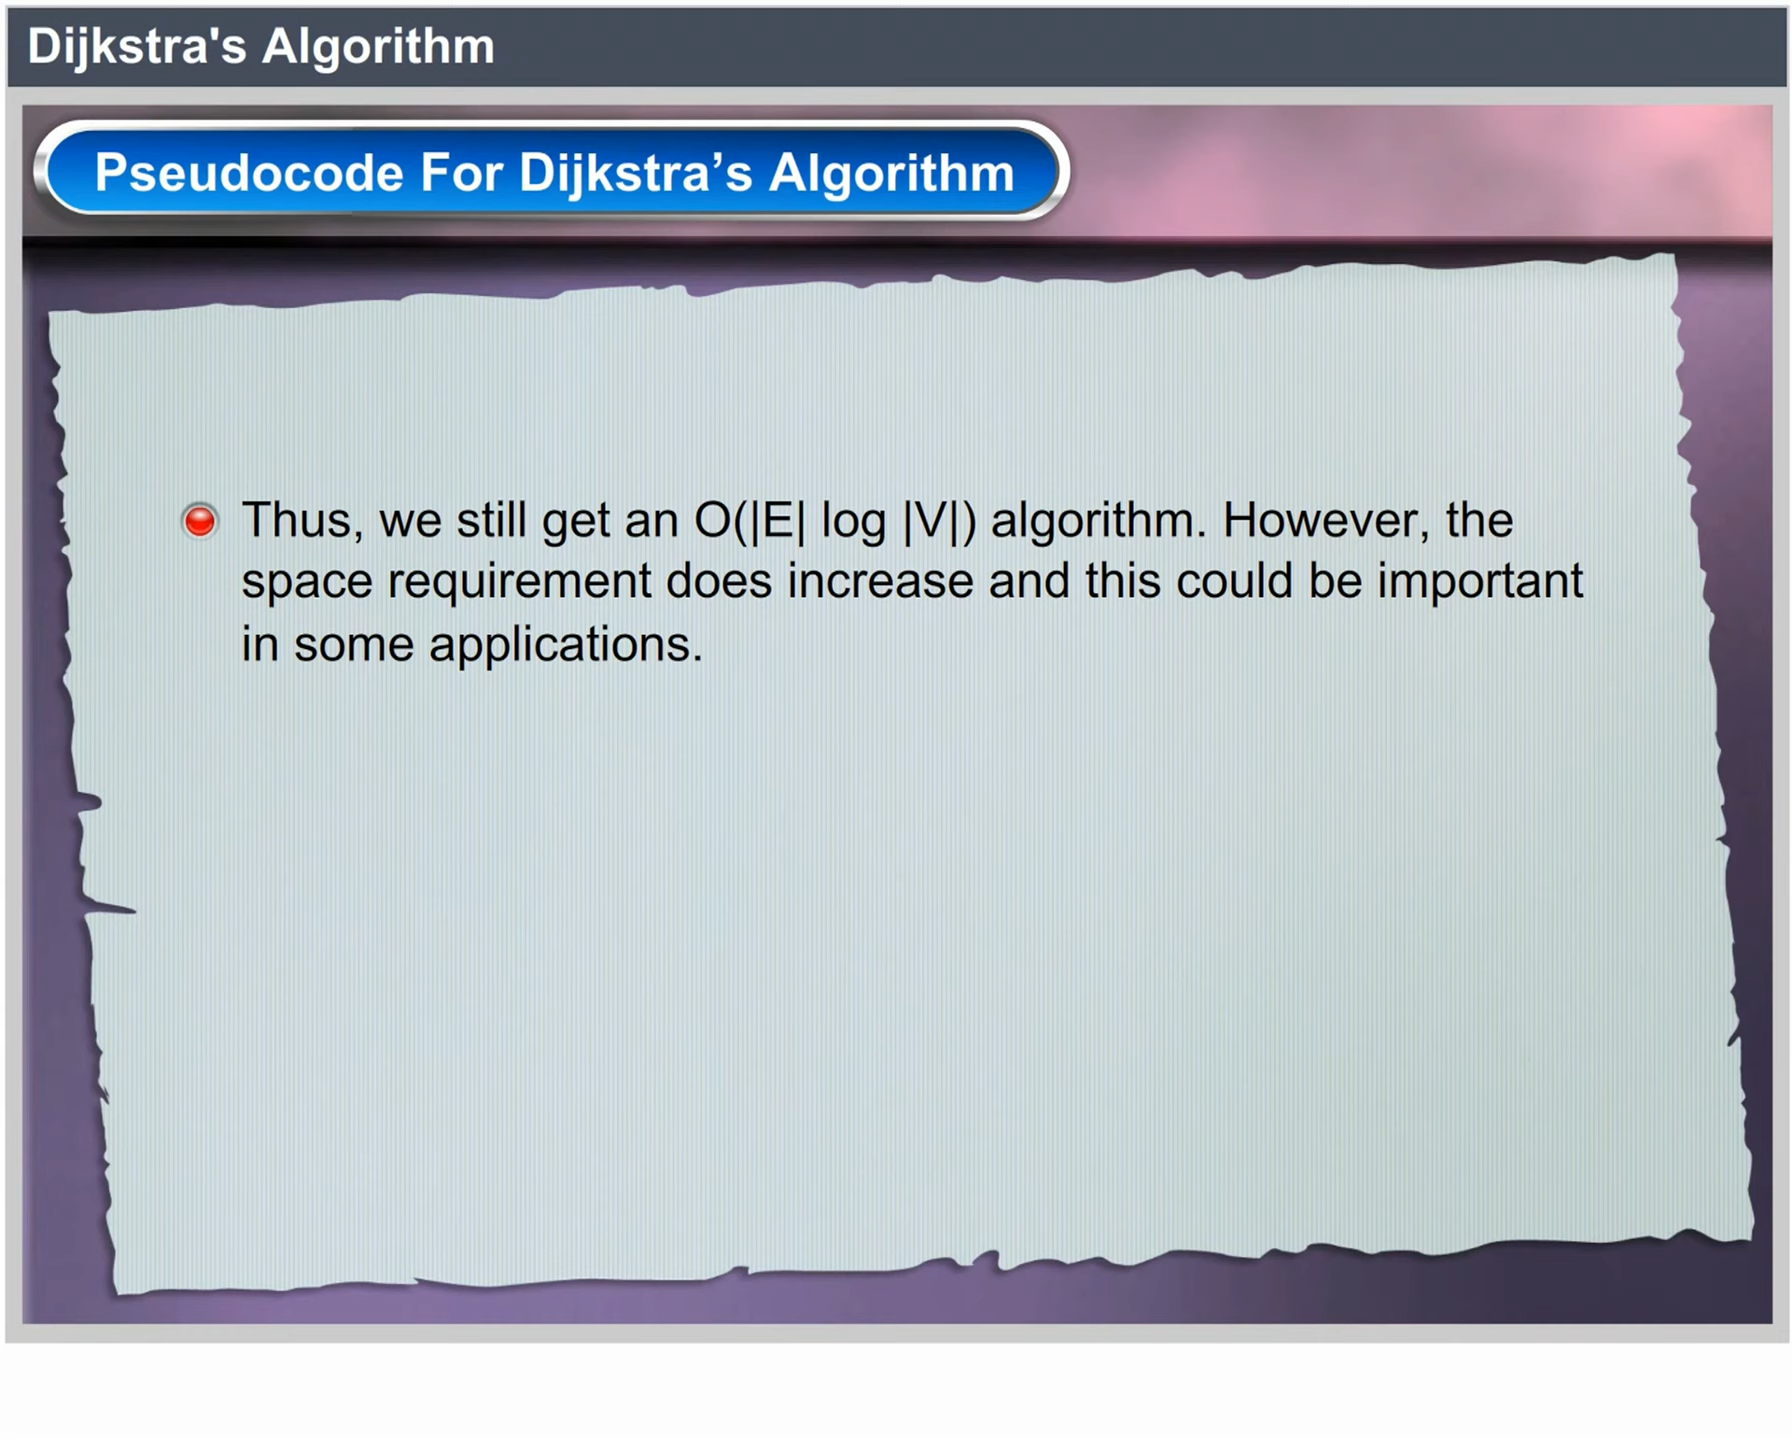 Dijkstra's Algorithm
Pseudocode For Dijkstra’s Algorithm
Thus, we still get an O(|E| log |V|) algorithm. However, the
space requirement does increase and this could be important
in some applications.